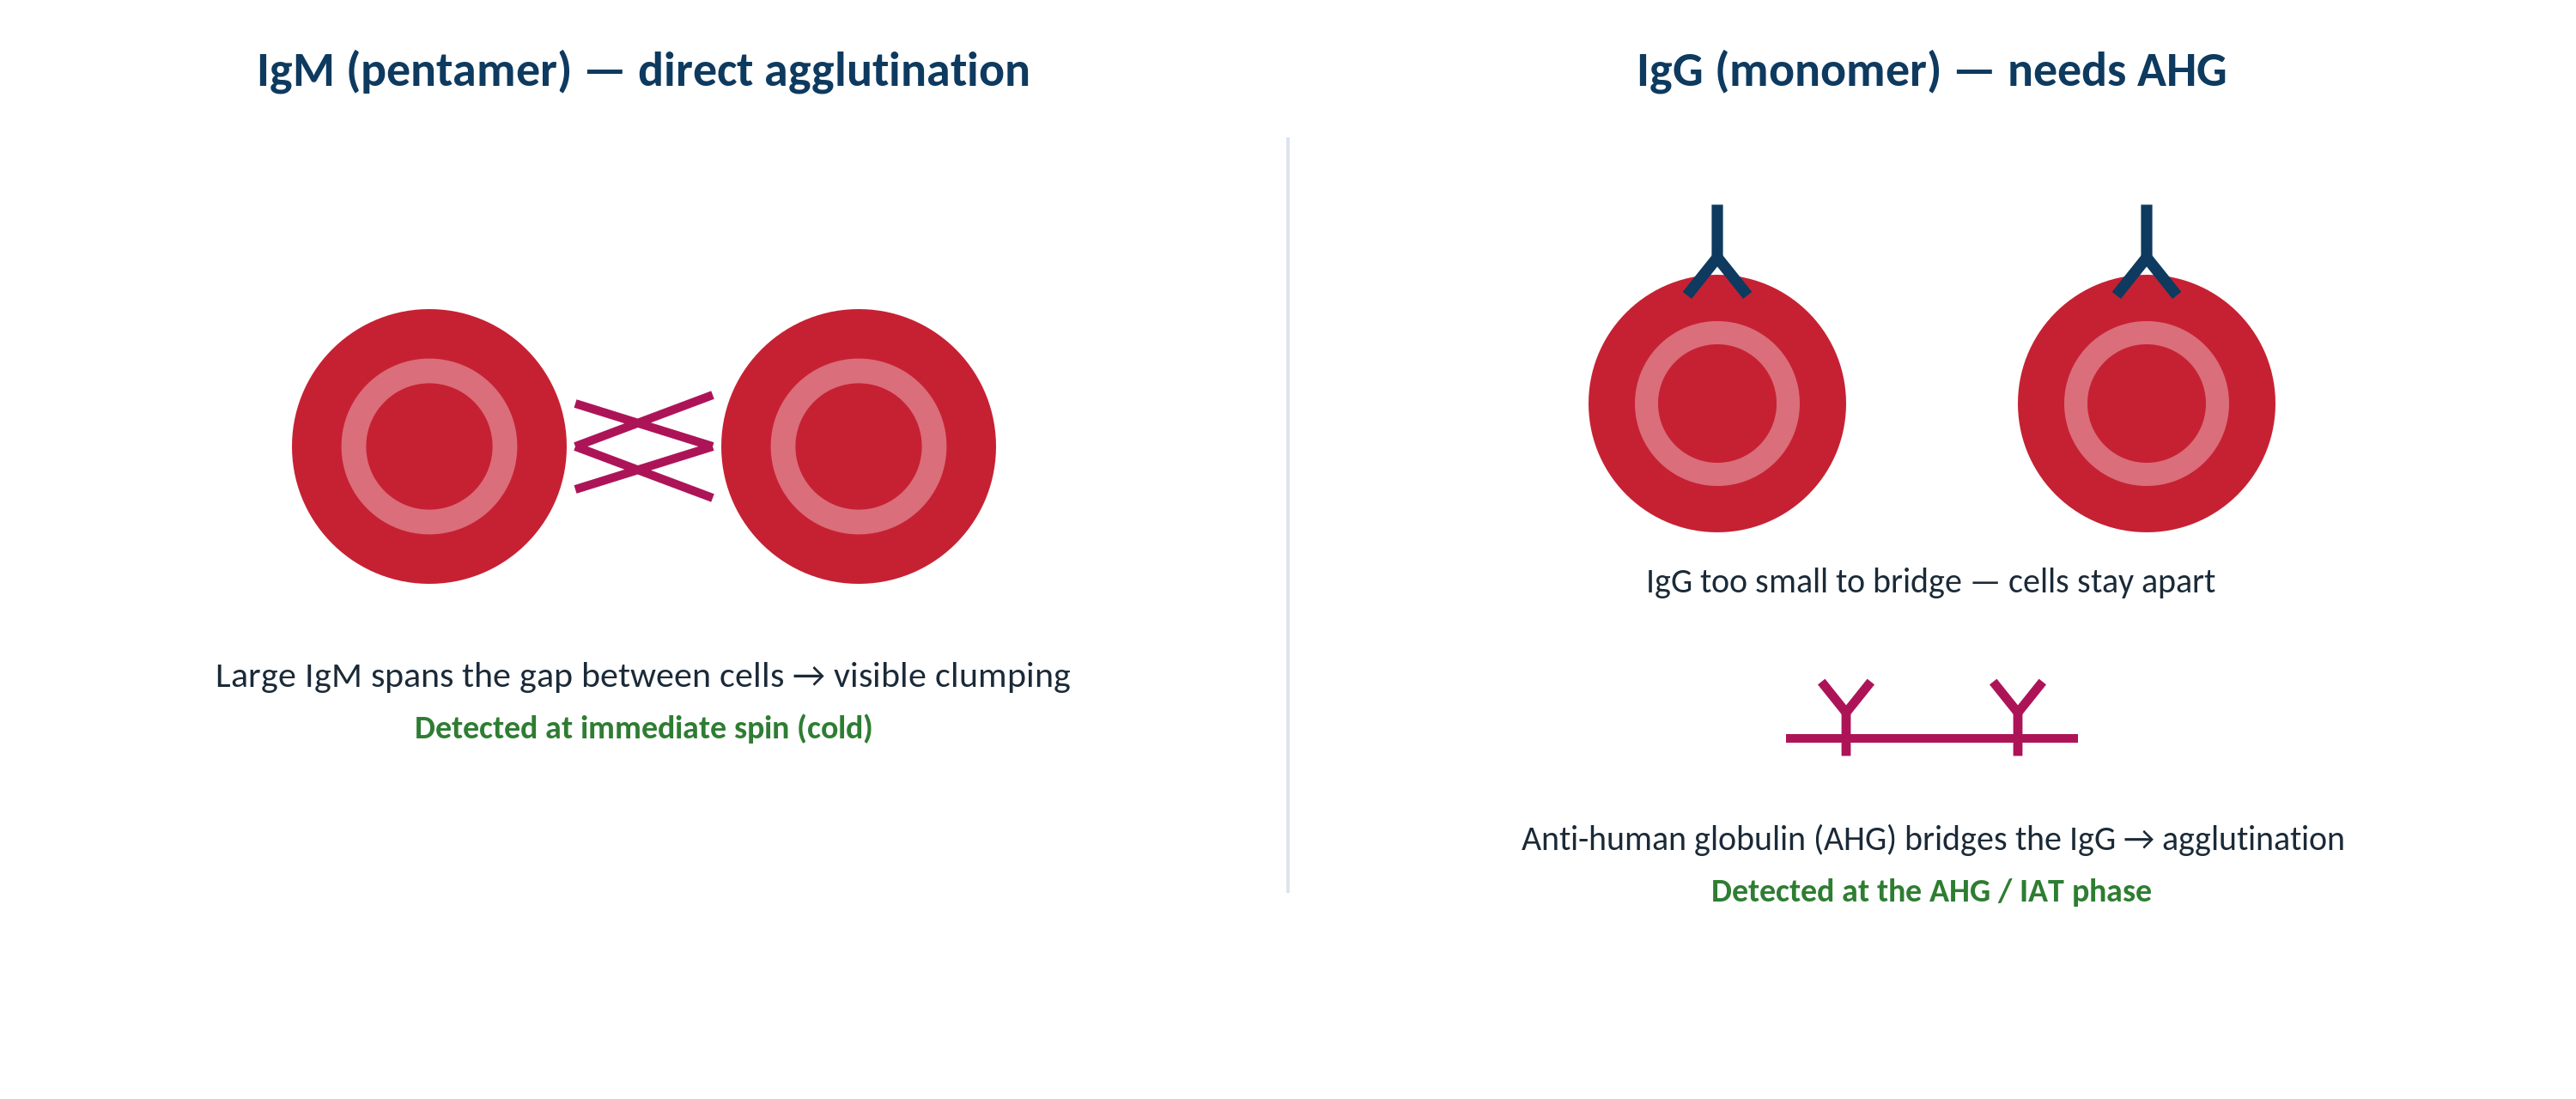 IgM (pentamer) — direct agglutination
Large IgM spans the gap between cells → visible clumping
Detected at immediate spin (cold)
IgG (monomer) — needs AHG
IgG too small to bridge — cells stay apart
Anti-human globulin (AHG) bridges the IgG → agglutination
Detected at the AHG / IAT phase